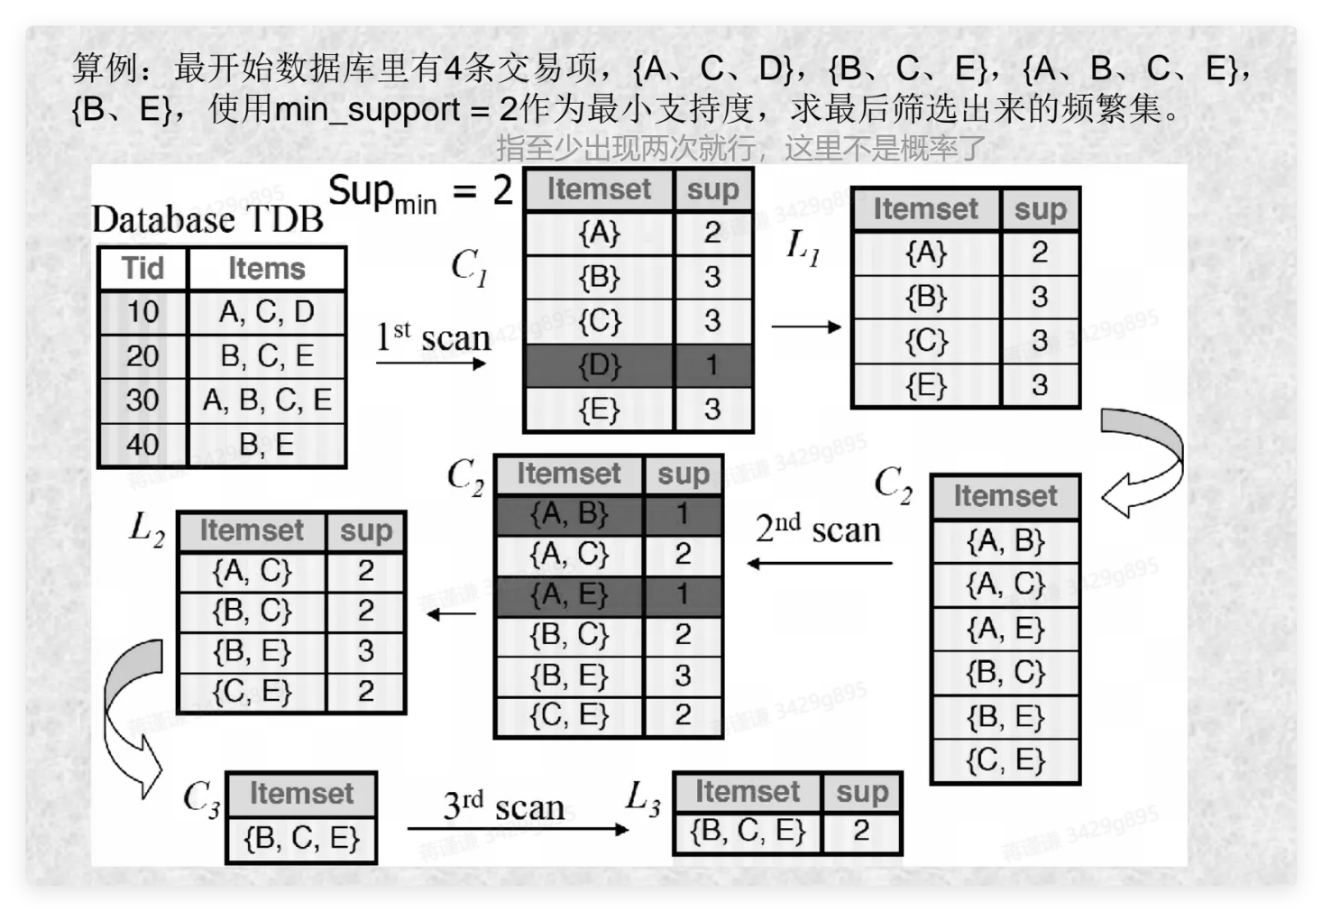 算例：最开始数据库里有4条交易项，{A、C、D}，{B、C、E}，{A、B、C、E}，
{B、E}， 使用min_support = 2作为最小支持度，求最后筛选出来的频繁集。
指至少出现两次就行，这里不是概率了
Sup_min = 2
Database TDB
Tid Items
10 A, C, D
20 B, C, E
30 A, B, C, E
40 B, E
1st scan
C1
Itemset sup
{A} 2
{B} 3
{C} 3
{D} 1
{E} 3
L1
Itemset sup
{A} 2
{B} 3
{C} 3
{E} 3
C2
Itemset
{A, B}
{A, C}
{A, E}
{B, C}
{B, E}
{C, E}
2nd scan
C2
Itemset sup
{A, B} 1
{A, C} 2
{A, E} 1
{B, C} 2
{B, E} 3
{C, E} 2
L2
Itemset sup
{A, C} 2
{B, C} 2
{B, E} 3
{C, E} 2
C3
Itemset
{B, C, E}
3rd scan
L3
Itemset sup
{B, C, E} 2
蒋谨谦 3429g895